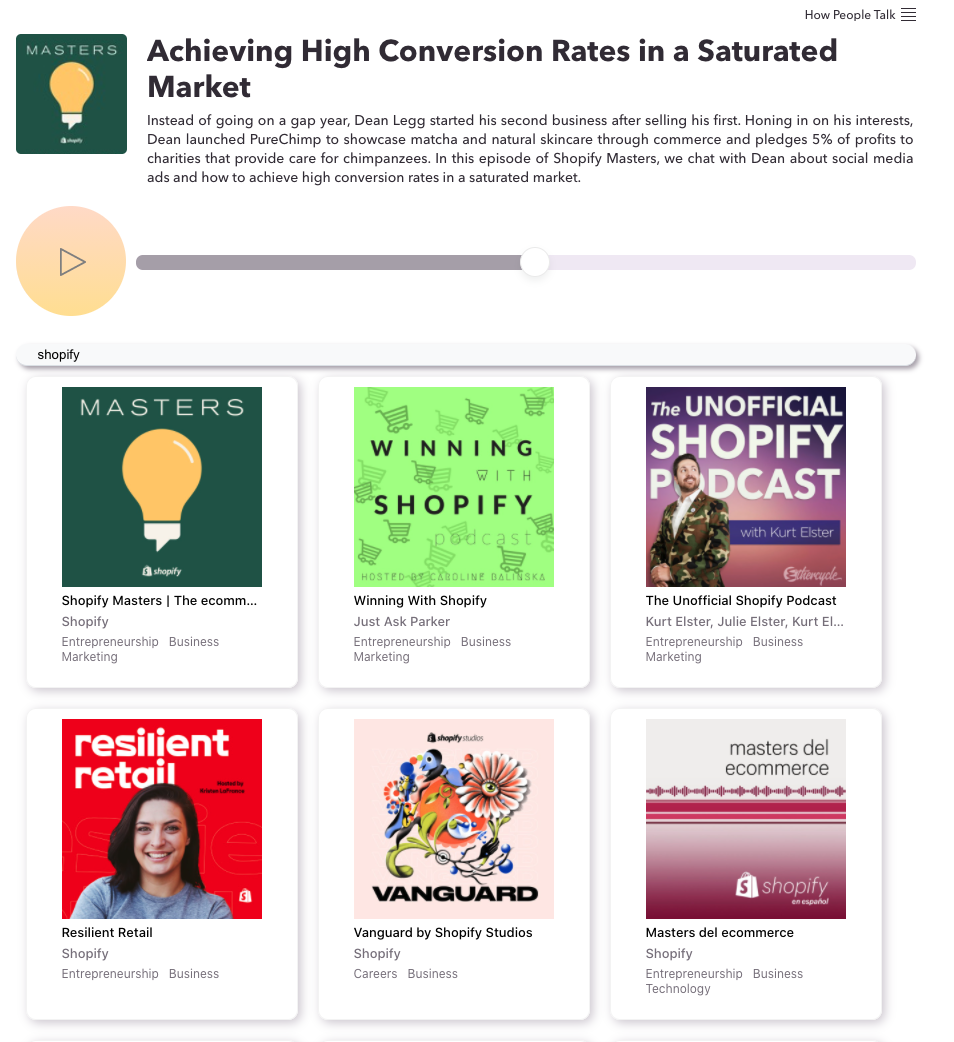 How People Talk
MASTERS
shopify
Achieving High Conversion Rates in a Saturated
Market
Instead of going on a gap year, Dean Legg started his second business after selling his first. Honing in on his interests,
Dean launched PureChimp to showcase matcha and natural skincare through commerce and pledges 5% of profits to
charities that provide care for chimpanzees. In this episode of Shopify Masters, we chat with Dean about social media
ads and how to achieve high conversion rates in a saturated market.
shopify
MASTERS
shopify
Shopify Masters | The ecomm...
Shopify
Entrepreneurship Business
Marketing
WINNING
WITH
SHOPIFY
podcast
HOSTED BY CAROLINE BALINSKA
Winning With Shopify
Just Ask Parker
Entrepreneurship Business
Marketing
The UNOFFICIAL
SHOPIFY
PODCAST
with Kurt Elster
Ethercycle
The Unofficial Shopify Podcast
Kurt Elster, Julie Elster, Kurt El...
Entrepreneurship Business
Marketing
resilient
retail
Hosted by
Resilient Retail
Shopify
Entrepreneurship Business
shopify studios
VANGUARD
Vanguard by Shopify Studios
Shopify
Careers Business
masters del
ecommerce
shopify
en español
Masters del ecommerce
Shopify
Entrepreneurship Business
Technology